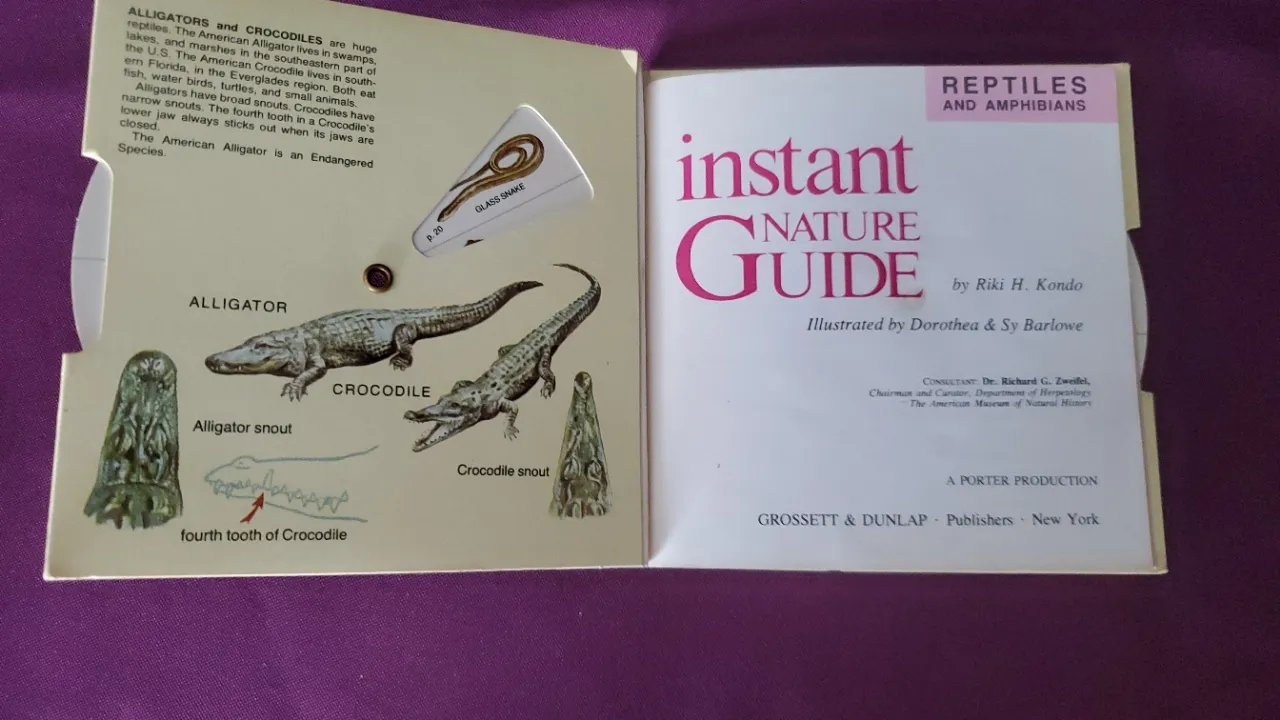 ALLIGATORS and CROCODILES are huge
reptiles. The American Alligator lives in swamps,
lakes, and marshes in the southeastern part of
the U.S. The American Crocodile lives in south-
ern Florida, in the Everglades region. Both eat
fish, water birds, turtles, and small animals.
Alligators have broad snouts. Crocodiles have
narrow snouts. The fourth tooth in a Crocodile's
lower jaw always sticks out when its jaws are
closed.
The American Alligator is an Endangered
Species.
GLASS SNAKE
p. 20
ALLIGATOR
CROCODILE
Alligator snout
Crocodile snout
fourth tooth of Crocodile
REPTILES
AND AMPHIBIANS
instant
NATURE
GUIDE
by Riki H. Kondo
Illustrated by Dorothea & Sy Barlowe
CONSULTANT: Dr. Richard G. Zweifel,
Chairman and Curator, Department of Herpetology
The American Museum of Natural History
A PORTER PRODUCTION
GROSSETT & DUNLAP · Publishers · New York